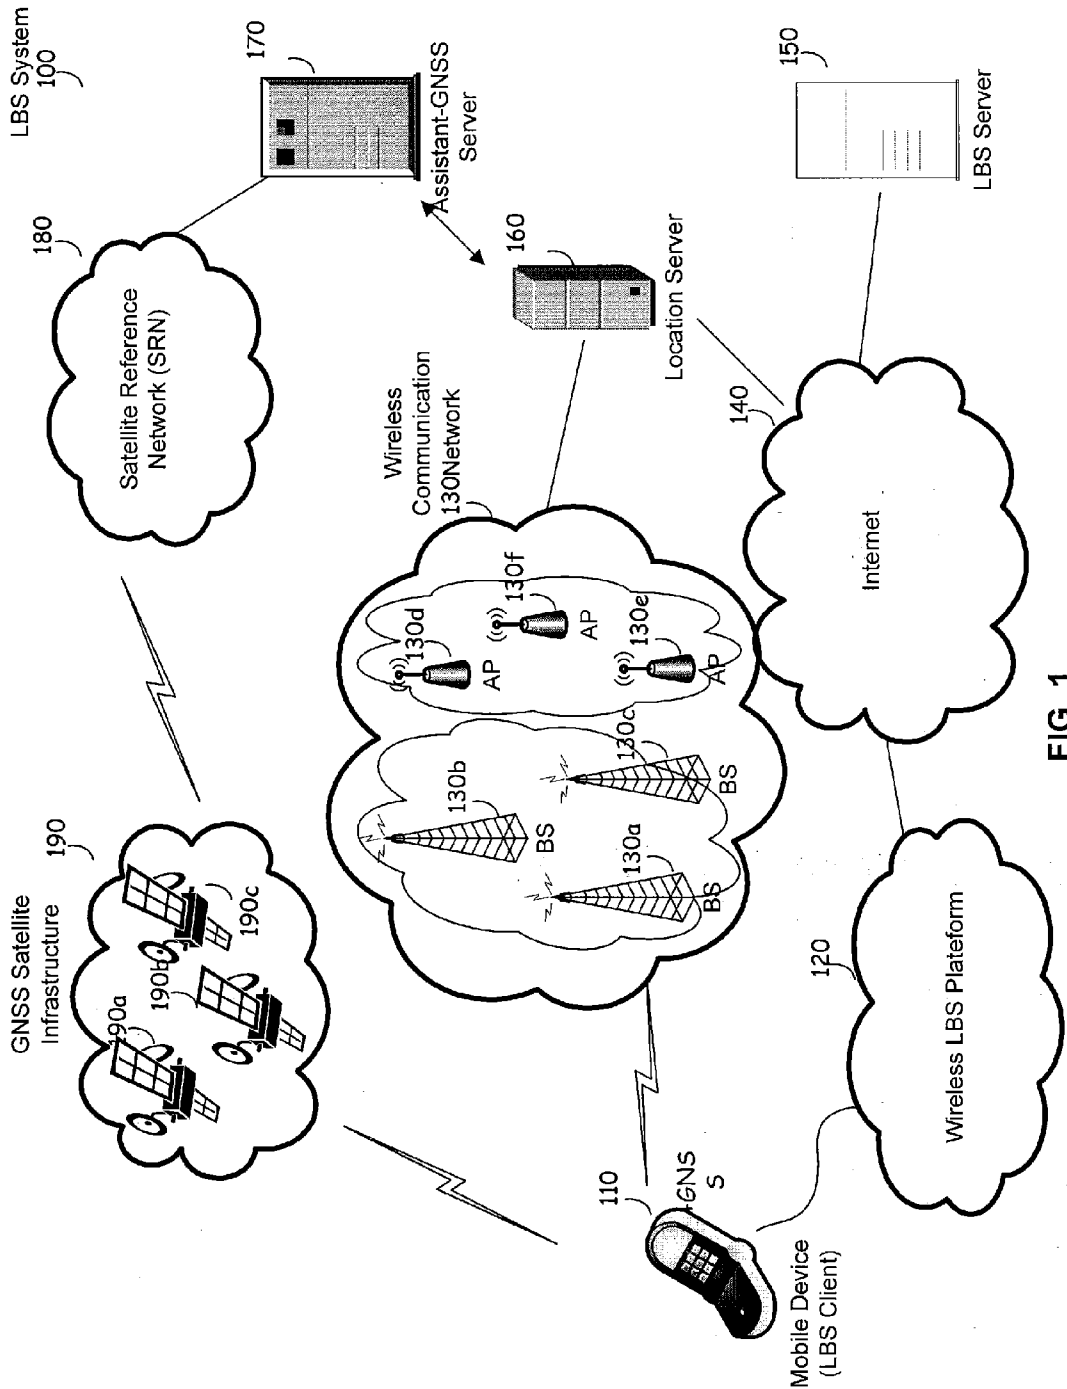 LBS System
100
GNSS Satellite
Infrastructure
190
190a
190b
190c
Satellite Reference
Network (SRN)
180
170
Assistant-GNSS
Server
Wireless
Communication
130Network
160
Location Server
130a
BS
130b
BS
130c
BS
130d
AP
130e
AP
130f
AP
110
+GNS
S
Mobile Device
(LBS Client)
120
Wireless LBS Plateform
140
Internet
150
LBS Server
FIG. 1